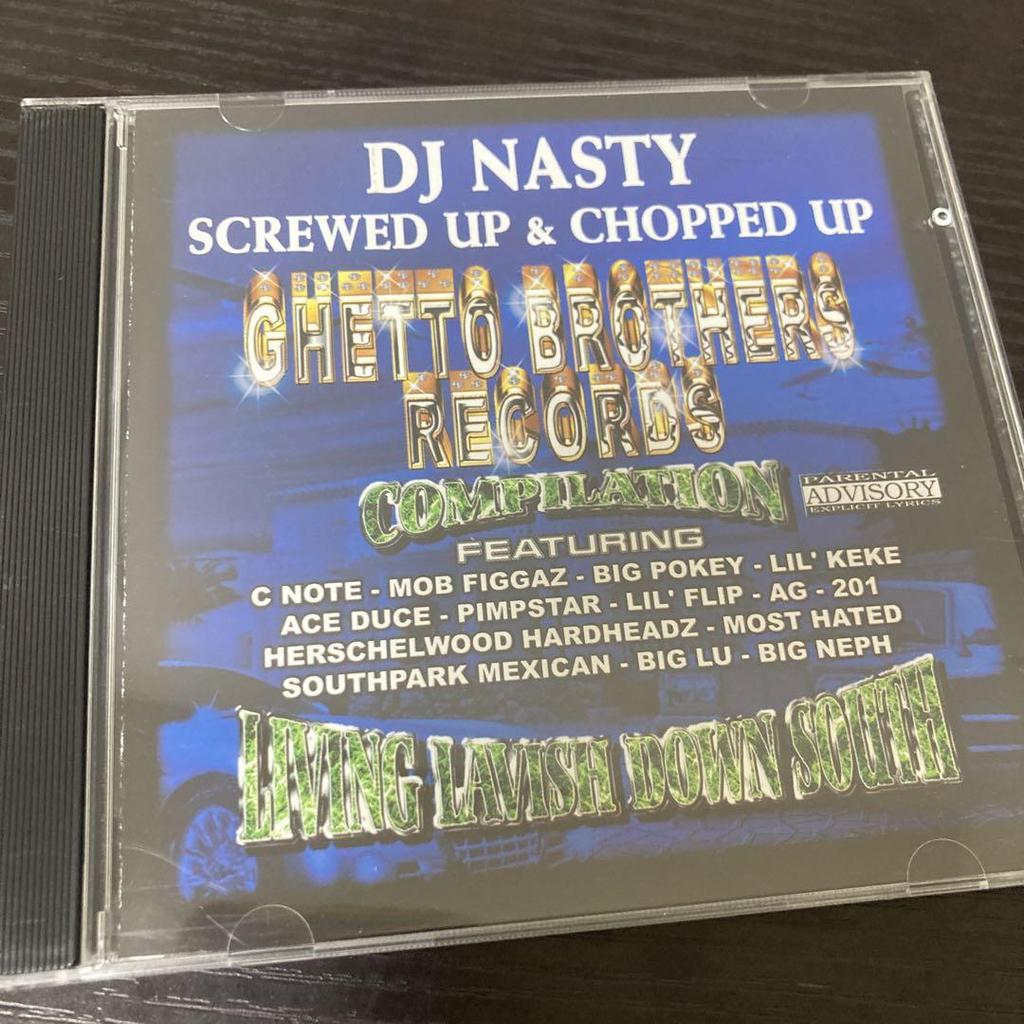 DJ NASTY
SCREWED UP & CHOPPED UP
GHETTO BROTHERS
RECORDS
COMPILATION
PARENTAL
ADVISORY
EXPLICIT LYRICS
FEATURING
C NOTE - MOB FIGGAZ - BIG POKEY - LIL' KEKE
ACE DUCE - PIMPSTAR - LIL' FLIP - AG - 201
HERSCHELWOOD HARDHEADZ - MOST HATED
SOUTHPARK MEXICAN - BIG LU - BIG NEPH
LIVING LAVISH DOWN SOUTH